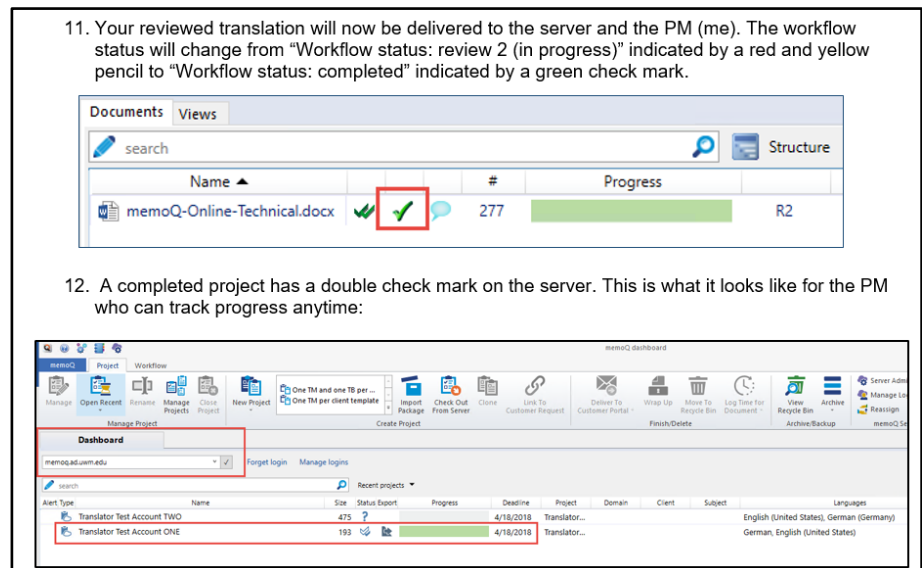 11. Your reviewed translation will now be delivered to the server and the PM (me). The workflow
status will change from “Workflow status: review 2 (in progress)” indicated by a red and yellow
pencil to “Workflow status: completed” indicated by a green check mark.
Documents Views
search Structure
Name # Progress
memoQ-Online-Technical.docx 277 R2
12. A completed project has a double check mark on the server. This is what it looks like for the PM
who can track progress anytime:
memoQ dashboard
memoQ Project Workflow
One TM and one TB per ...
One TM per client template
Server Admi
Manage Lo
Reassign
Manage Open Recent Rename Manage Projects Close Project New Project Import Package Check Out From Server Clone Link To Customer Request Deliver To Customer Portal Wrap Up Move To Recycle Bin Log Time for Document View Recycle Bin Archive
Manage Project Create Project Finish/Delete Archive/Backup memoQ Se
Dashboard
memoq.ad.uwm.edu Forget login Manage logins
search Recent projects
Alert Type Name Size Status Export Progress Deadline Project Domain Client Subject Languages
Translator Test Account TWO 475 ? 4/18/2018 Translator... English (United States), German (Germany)
Translator Test Account ONE 193 4/18/2018 Translator... German, English (United States)